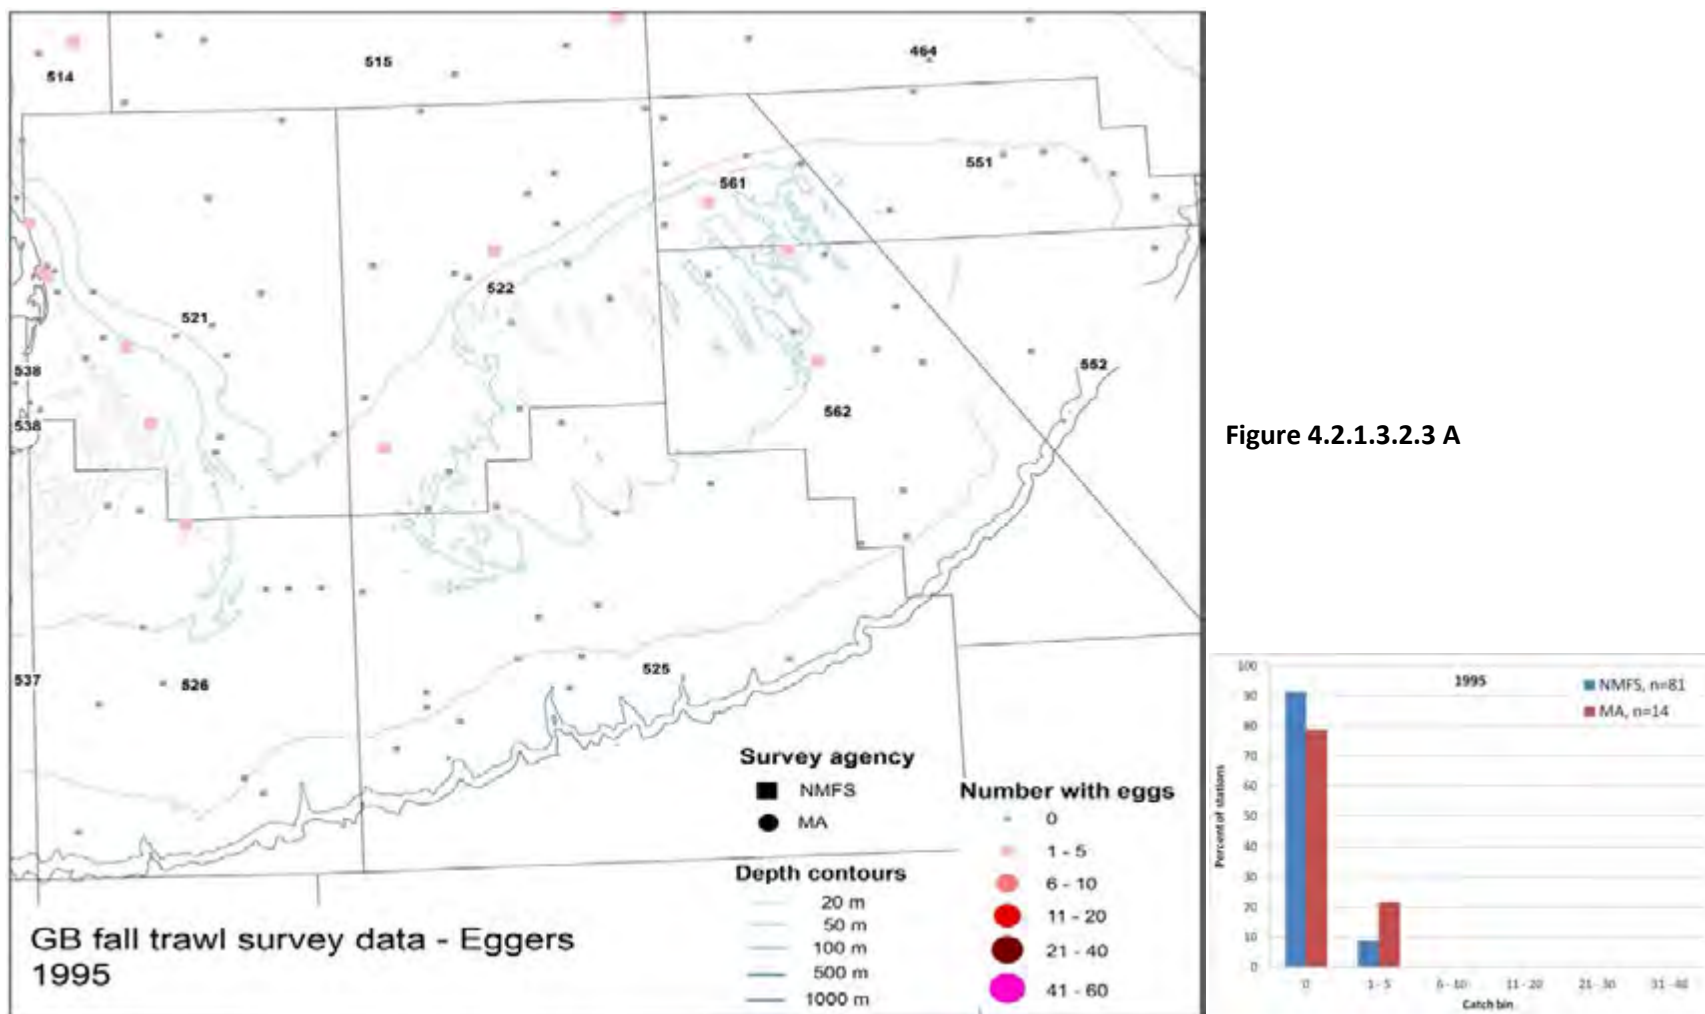 514
515
464
551
561
522
521
538
552
562
538
525
537
526
Survey agency
NMFS
MA
Number with eggs
0
1 - 5
6 - 10
11 - 20
21 - 40
41 - 60
Depth contours
20 m
50 m
100 m
500 m
1000 m
GB fall trawl survey data - Eggers
1995
Figure 4.2.1.3.2.3 A
1995
NMFS, n=81
MA, n=14
Percent of stations
100
90
80
70
60
50
40
30
20
10
0
0
1 - 5
6 - 10
11 - 20
21 - 30
31 - 40
Catch bin